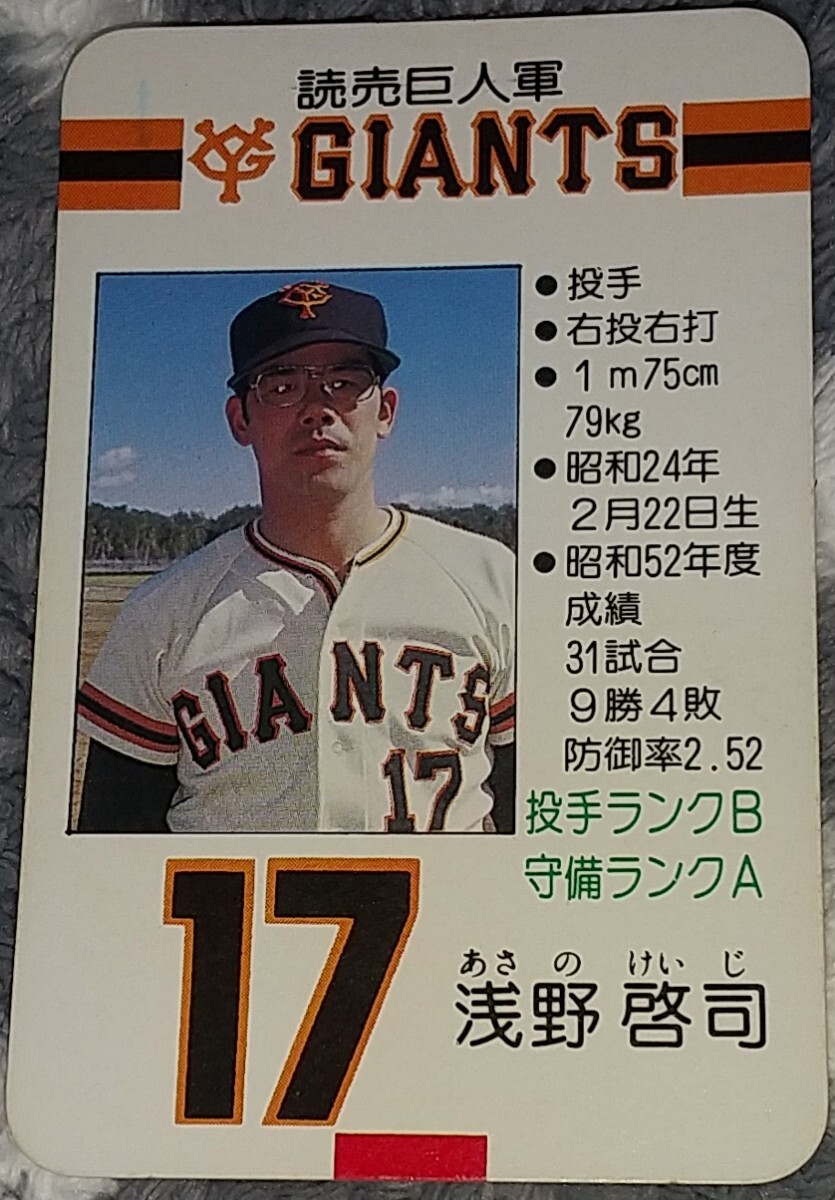 読売巨人軍
YG GIANTS
● 投手
● 右投右打
● 1m75cm
79kg
● 昭和24年
2月22日生
● 昭和52年度
成績
31試合
9勝4敗
防御率2.52
投手ランクB
守備ランクA
GIANTS
17
17
あさ の けい じ
浅野 啓司